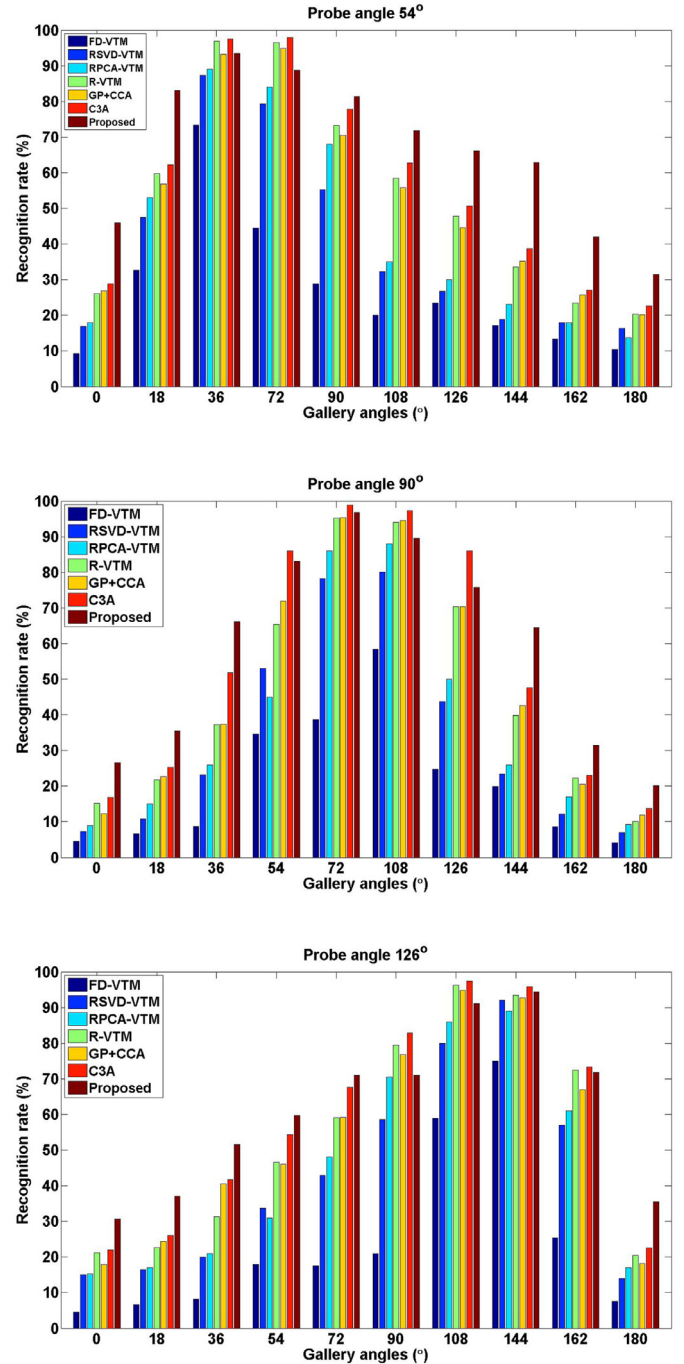 Probe angle 54°
100
90
80
70
60
50
40
30
20
10
0
Recognition rate (%)
FD-VTM
RSVD-VTM
RPCA-VTM
R-VTM
GP+CCA
C3A
Proposed
0 18 36 72 90 108 126 144 162 180
Gallery angles (°)
Probe angle 90°
100
90
80
70
60
50
40
30
20
10
0
Recognition rate (%)
FD-VTM
RSVD-VTM
RPCA-VTM
R-VTM
GP+CCA
C3A
Proposed
0 18 36 54 72 108 126 144 162 180
Gallery angles (°)
Probe angle 126°
100
90
80
70
60
50
40
30
20
10
0
Recognition rate (%)
FD-VTM
RSVD-VTM
RPCA-VTM
R-VTM
GP+CCA
C3A
Proposed
0 18 36 54 72 90 108 144 162 180
Gallery angles (°)